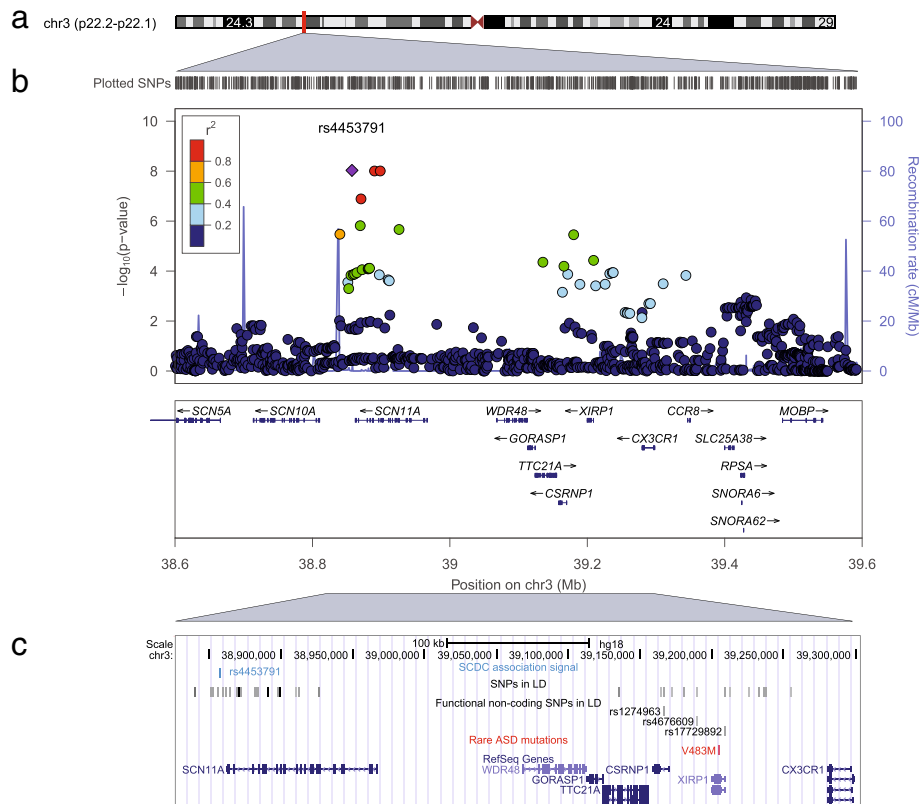 a
chr3 (p22.2-p22.1)
24.3
24
29
b
Plotted SNPs
10
8
6
4
2
0
−log10(p−value)
rs4453791
r2
0.8
0.6
0.4
0.2
100
80
60
40
20
0
Recombination rate (cM/Mb)
←SCN5A
←SCN10A
←SCN11A
WDR48→
←XIRP1
CCR8→
MOBP→
←GORASP1
←CX3CR1
SLC25A38→
TTC21A→
RPSA→
←CSRNP1
SNORA6→
SNORA62→
38.6
38.8
39
39.2
39.4
39.6
Position on chr3 (Mb)
c
Scale
100 kb
hg18
chr3:
38,900,000
38,950,000
39,000,000
39,050,000
39,100,000
39,150,000
39,200,000
39,250,000
39,300,000
SCDC association signal
rs4453791
SNPs in LD
Functional non-coding SNPs in LD
rs1274963
rs4676609
rs17729892
Rare ASD mutations
V483M
RefSeq Genes
SCN11A
WDR48
CSRNP1
CX3CR1
GORASP1
XIRP1
TTC21A